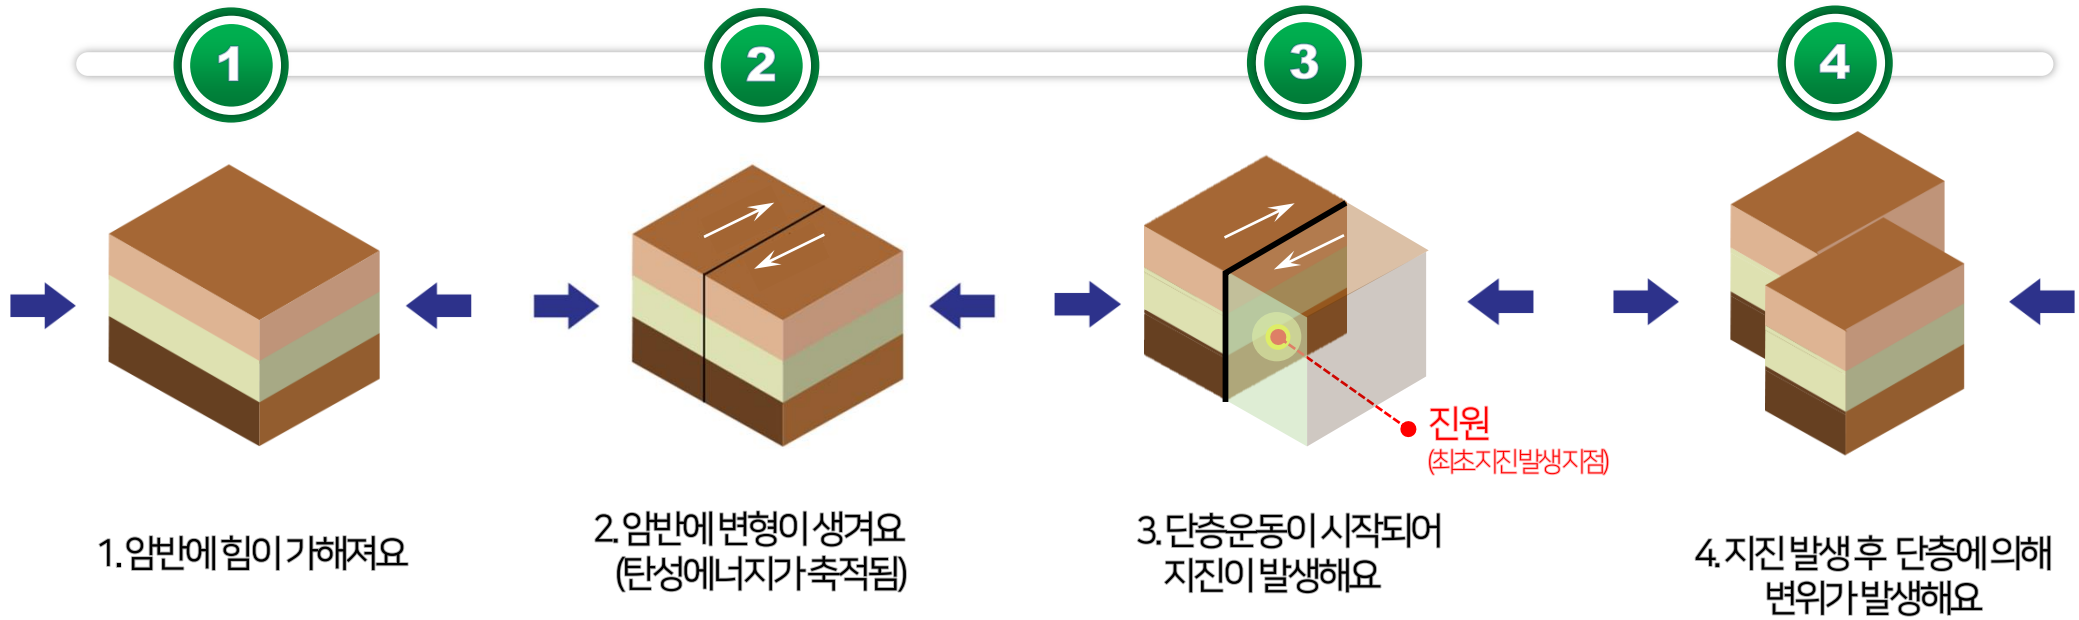 1
2
3
4
진원
(최초지진발생지점)
1. 암반에 힘이 가해져요
2. 암반에 변형이 생겨요
(탄성에너지가 축적됨)
3. 단층운동이 시작되어
지진이 발생해요
4. 지진 발생 후 단층에 의해
변위가 발생해요